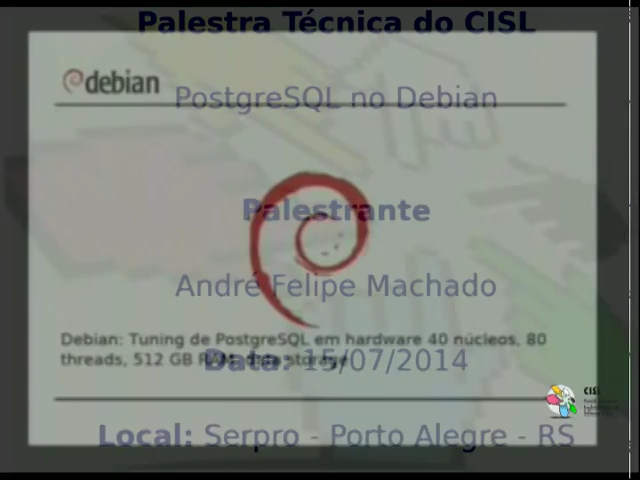 Palestra Técnica do CISL
debian
PostgreSQL no Debian
Palestrante
André Felipe Machado
Debian: Tuning de PostgreSQL em hardware 40 núcleos, 80
threads, 512 GB RAM,
Data: 15/07/2014
CISL
Local: Serpro - Porto Alegre - RS